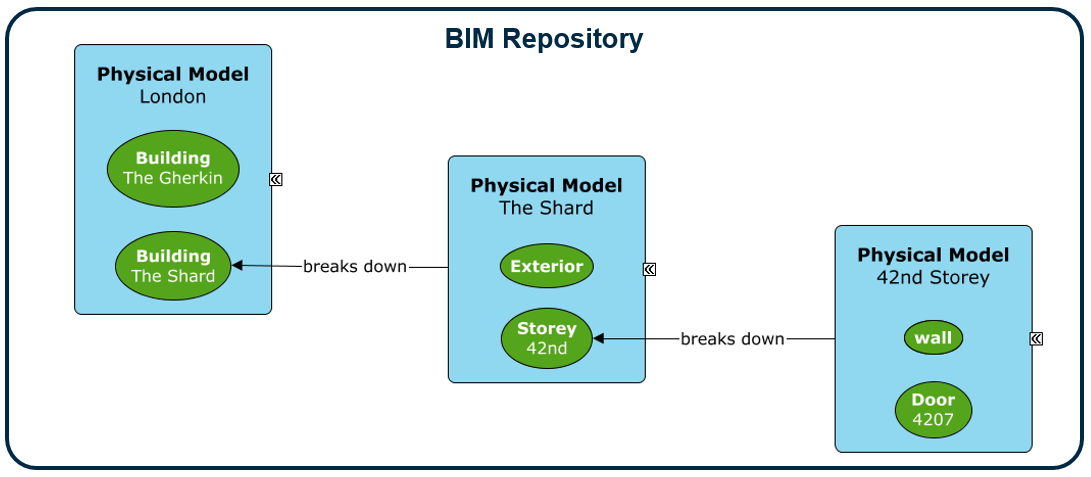 BIM Repository
Physical Model
London
Building
The Gherkin
Building
The Shard
breaks down
Physical Model
The Shard
Exterior
Storey
42nd
breaks down
Physical Model
42nd Storey
wall
Door
4207